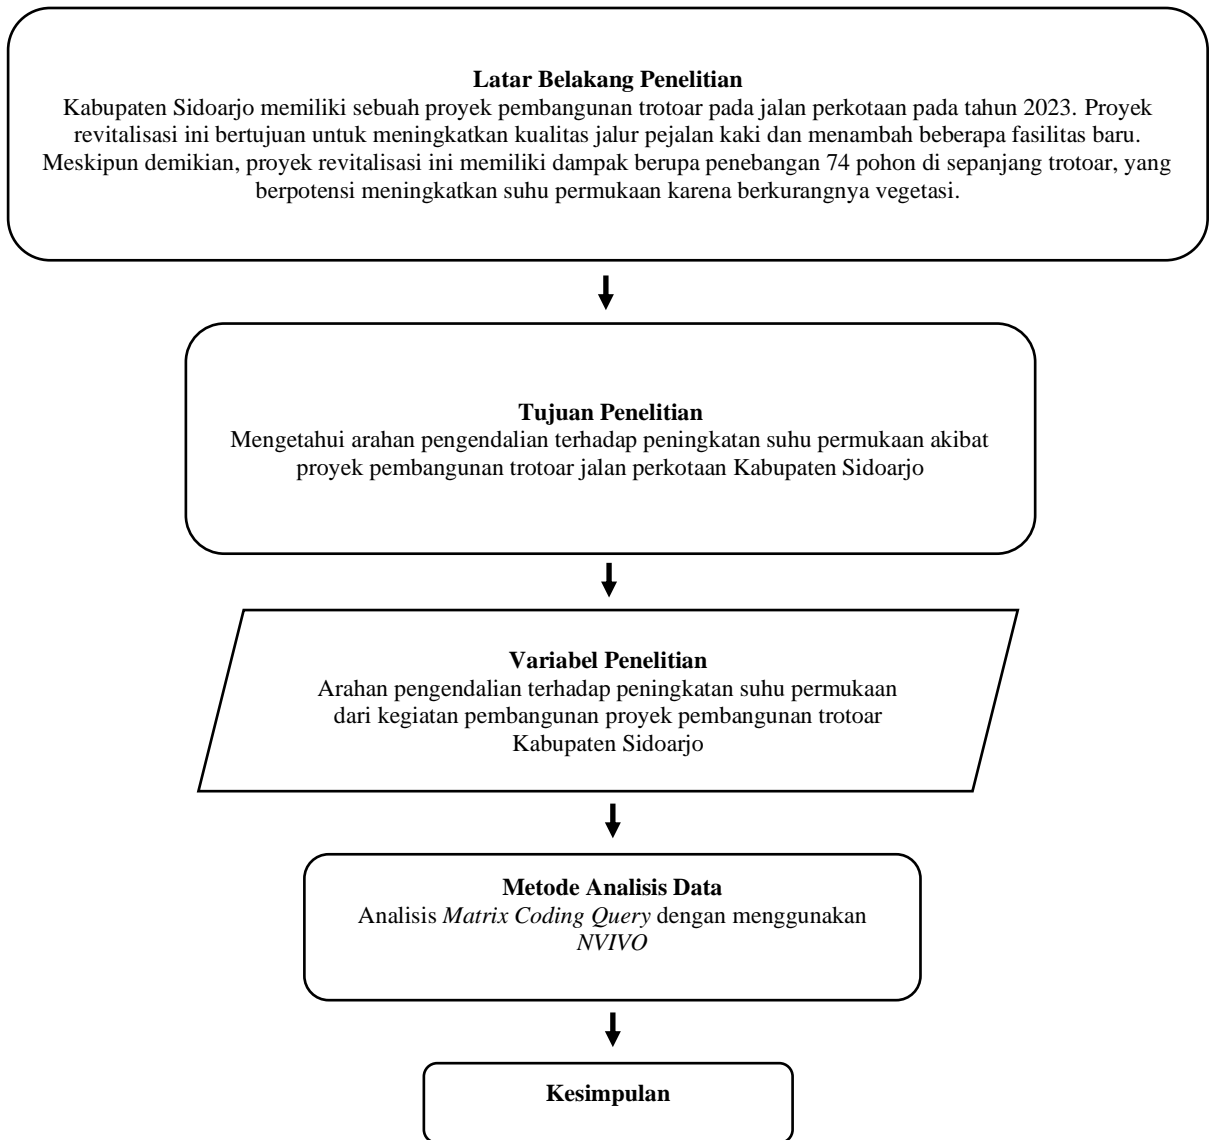 Latar Belakang Penelitian
Kabupaten Sidoarjo memiliki sebuah proyek pembangunan trotoar pada jalan perkotaan pada tahun 2023. Proyek
revitalisasi ini bertujuan untuk meningkatkan kualitas jalur pejalan kaki dan menambah beberapa fasilitas baru.
Meskipun demikian, proyek revitalisasi ini memiliki dampak berupa penebangan 74 pohon di sepanjang trotoar, yang
berpotensi meningkatkan suhu permukaan karena berkurangnya vegetasi.
Tujuan Penelitian
Mengetahui arahan pengendalian terhadap peningkatan suhu permukaan akibat
proyek pembangunan trotoar jalan perkotaan Kabupaten Sidoarjo
Variabel Penelitian
Arahan pengendalian terhadap peningkatan suhu permukaan
dari kegiatan pembangunan proyek pembangunan trotoar
Kabupaten Sidoarjo
Metode Analisis Data
Analisis Matrix Coding Query dengan menggunakan
NVIVO
Kesimpulan